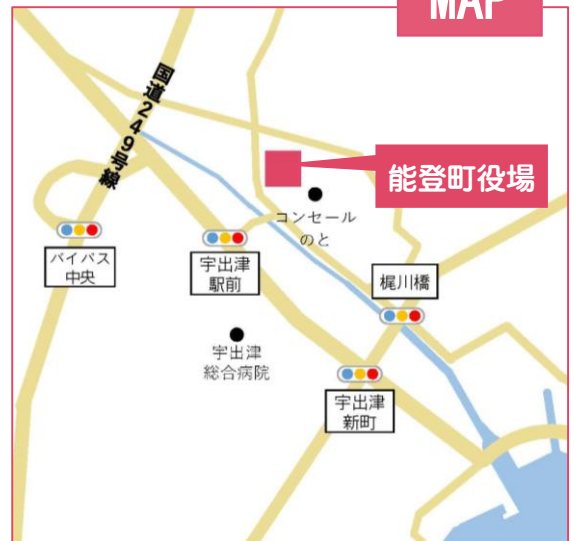 MAP
国道249号線
能登町役場
コンセール
のと
バイパス
中央
宇出津
駅前
梶川橋
宇出津
総合病院
宇出津
新町